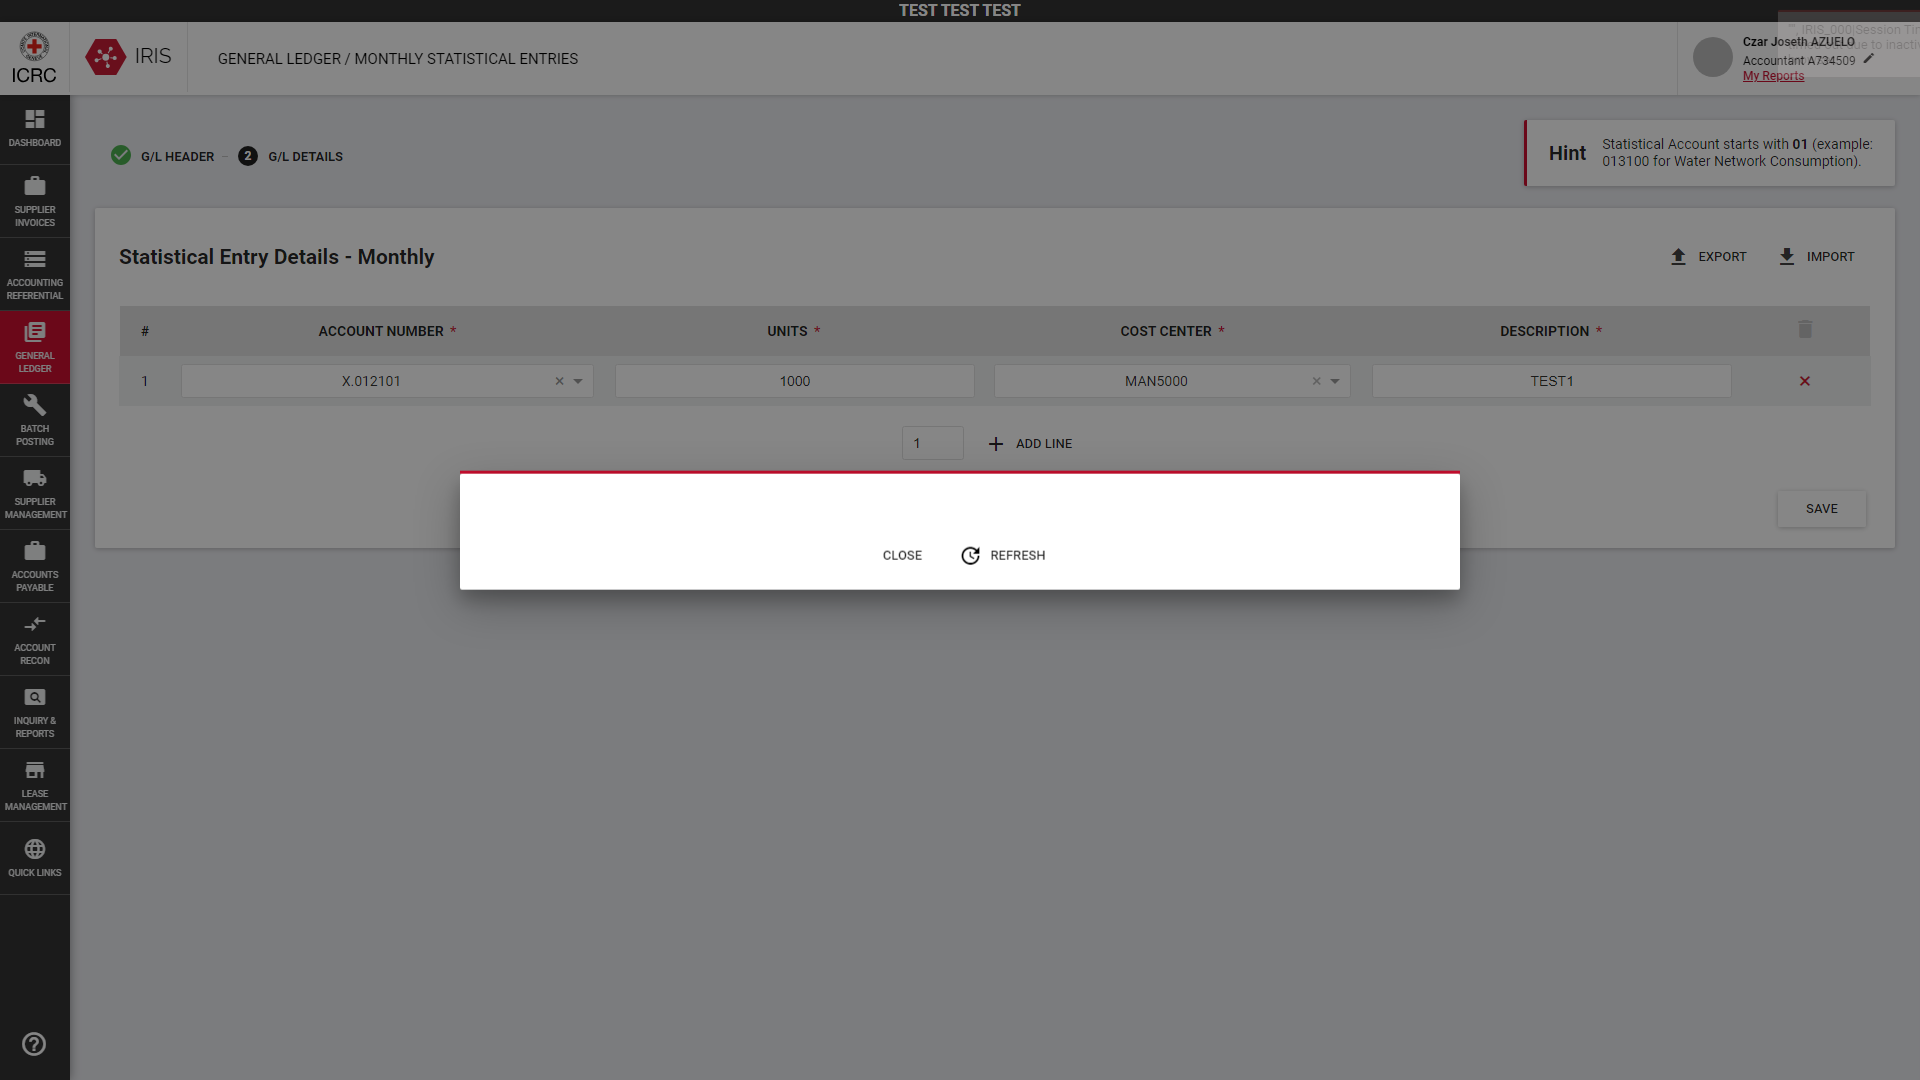 TEST TEST TEST
ICRC
IRIS
GENERAL LEDGER / MONTHLY STATISTICAL ENTRIES
IRIS_000|Session Tim
due to inacti
Czar Joseth AZUELO
Accountant A734509
My Reports
DASHBOARD
SUPPLIER
INVOICES
ACCOUNTING
REFERENTIAL
GENERAL
LEDGER
BATCH
POSTING
SUPPLIER
MANAGEMENT
ACCOUNTS
PAYABLE
ACCOUNT
RECON
INQUIRY &
REPORTS
LEASE
MANAGEMENT
QUICK LINKS
G/L HEADER
2 G/L DETAILS
Hint
Statistical Account starts with 01 (example:
013100 for Water Network Consumption).
Statistical Entry Details - Monthly
EXPORT
IMPORT
# ACCOUNT NUMBER * UNITS * COST CENTER * DESCRIPTION *
1 X.012101 1000 MAN5000 TEST1
1 ADD LINE
SAVE
CLOSE
REFRESH